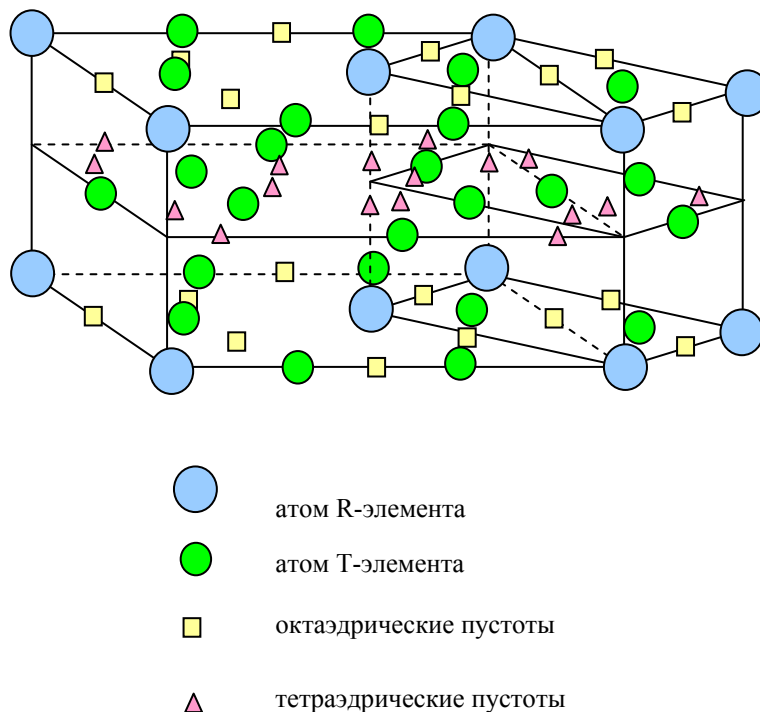 атом R-элемента
атом Т-элемента
октаэдрические пустоты
тетраэдрические пустоты